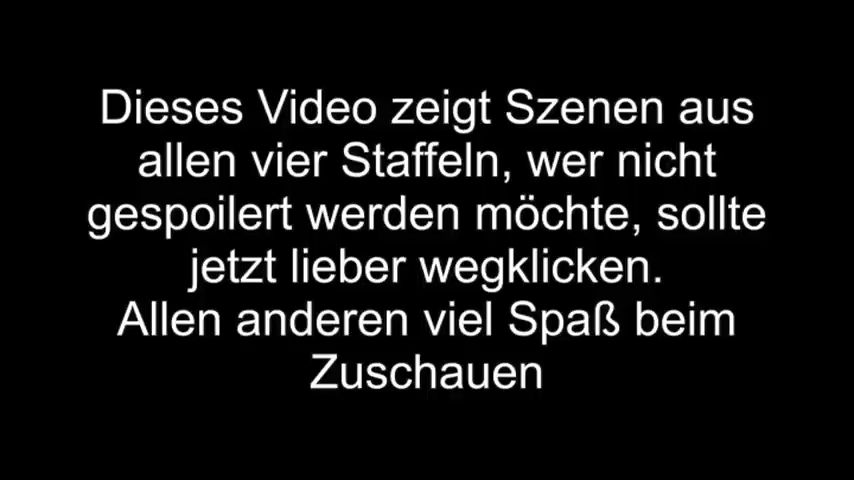 Dieses Video zeigt Szenen aus
allen vier Staffeln, wer nicht
gespoilert werden möchte, sollte
jetzt lieber wegklicken.
Allen anderen viel Spaß beim
Zuschauen